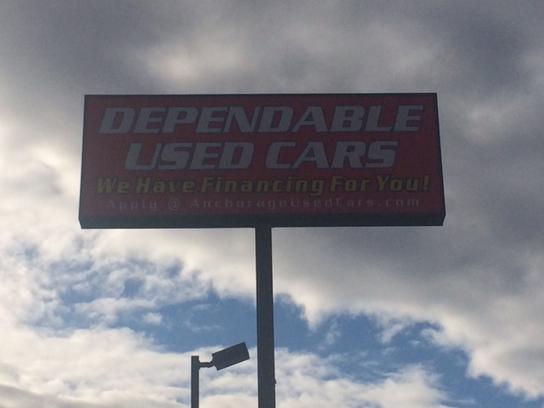 DEPENDABLE
USED CARS
We Have Financing For You!
Apply @ AnchorageUsedCars.com